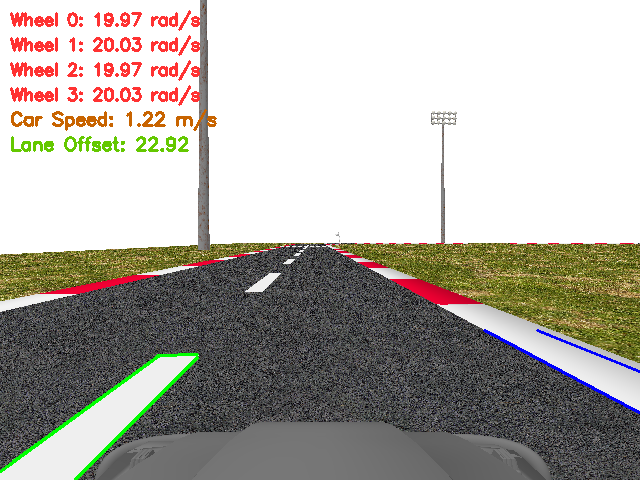 Wheel 0: 19.97 rad/s
Wheel 1: 20.03 rad/s
Wheel 2: 19.97 rad/s
Wheel 3: 20.03 rad/s
Car Speed: 1.22 m/s
Lane Offset: 22.92